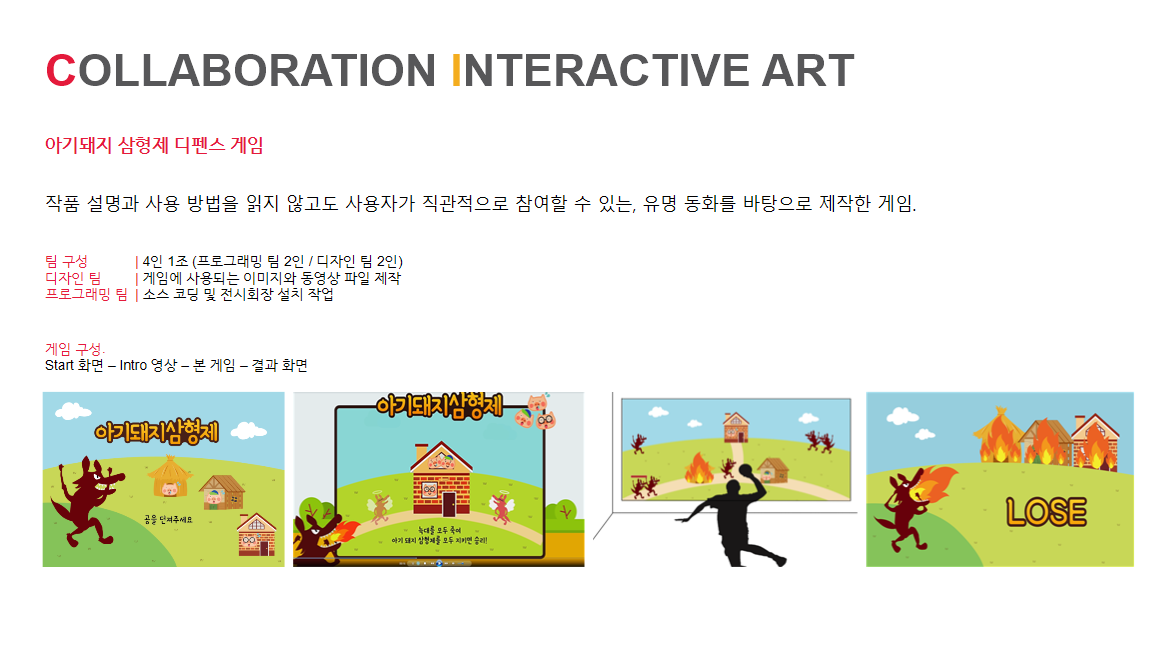 COLLABORATION INTERACTIVE ART
아기돼지 삼형제 디펜스 게임
작품 설명과 사용 방법을 읽지 않고도 사용자가 직관적으로 참여할 수 있는, 유명 동화를 바탕으로 제작한 게임.
팀 구성 | 4인 1조 (프로그래밍 팀 2인 / 디자인 팀 2인)
디자인 팀 | 게임에 사용되는 이미지와 동영상 파일 제작
프로그래밍 팀 | 소스 코딩 및 전시회장 설치 작업
게임 구성.
Start 화면 – Intro 영상 – 본 게임 – 결과 화면
아기돼지삼형제
공을 던져주세요
아기돼지삼형제
늑대를 모두 죽여
아기 돼지 삼형제를 모두 지키면 승리!
LOSE